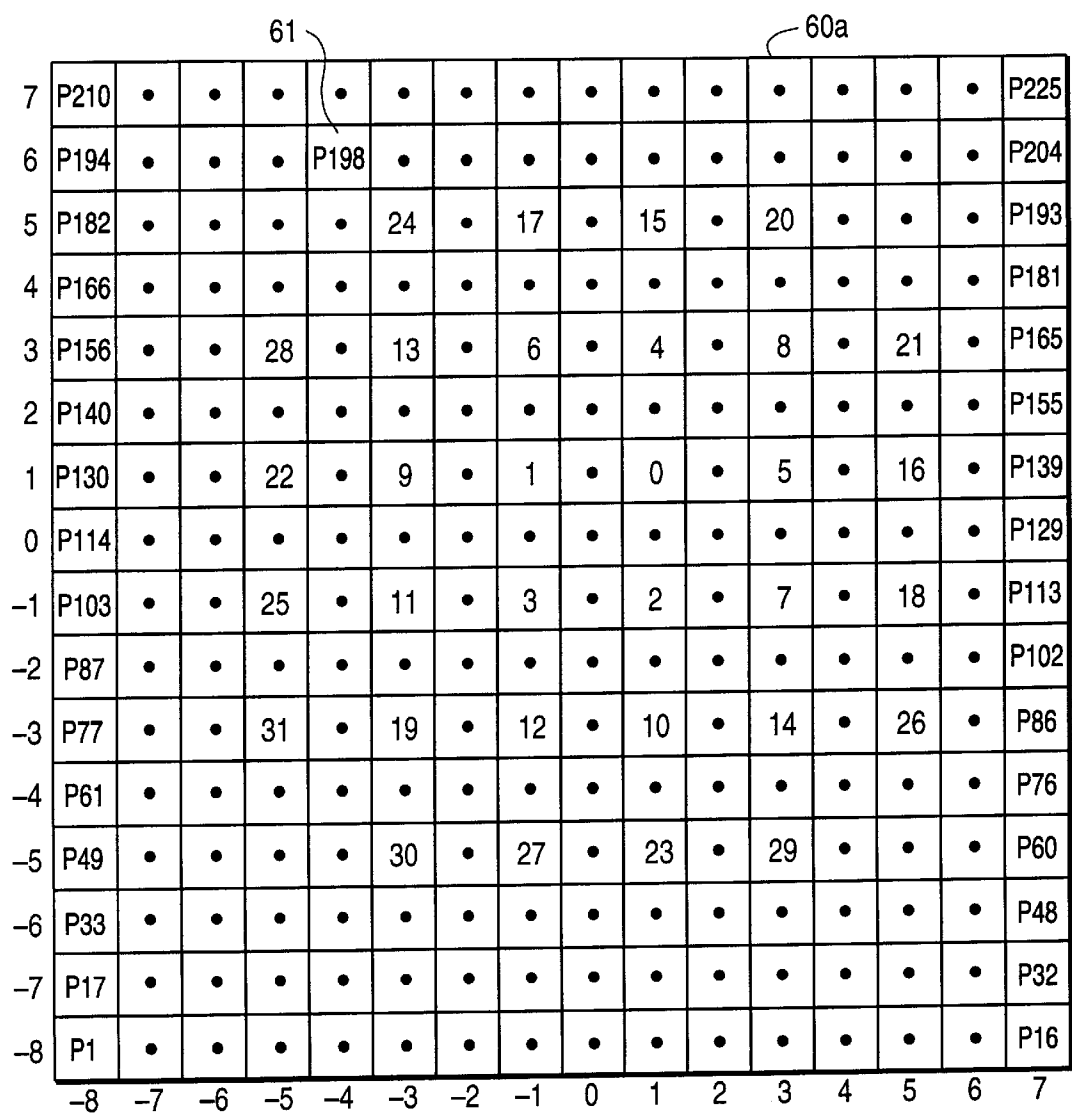 61 60a
7 P210 • • • • • • • • • • • • • • P225
6 P194 • • • P198 • • • • • • • • • • P204
5 P182 • • • • 24 • 17 • 15 • 20 • • • P193
4 P166 • • • • • • • • • • • • • • P181
3 P156 • • 28 • 13 • 6 • 4 • 8 • 21 • P165
2 P140 • • • • • • • • • • • • • • P155
1 P130 • • 22 • 9 • 1 • 0 • 5 • 16 • P139
0 P114 • • • • • • • • • • • • • • P129
−1 P103 • • 25 • 11 • 3 • 2 • 7 • 18 • P113
−2 P87 • • • • • • • • • • • • • • P102
−3 P77 • • 31 • 19 • 12 • 10 • 14 • 26 • P86
−4 P61 • • • • • • • • • • • • • • P76
−5 P49 • • • • 30 • 27 • 23 • 29 • • • P60
−6 P33 • • • • • • • • • • • • • • P48
−7 P17 • • • • • • • • • • • • • • P32
−8 P1 • • • • • • • • • • • • • • P16
−8 −7 −6 −5 −4 −3 −2 −1 0 1 2 3 4 5 6 7